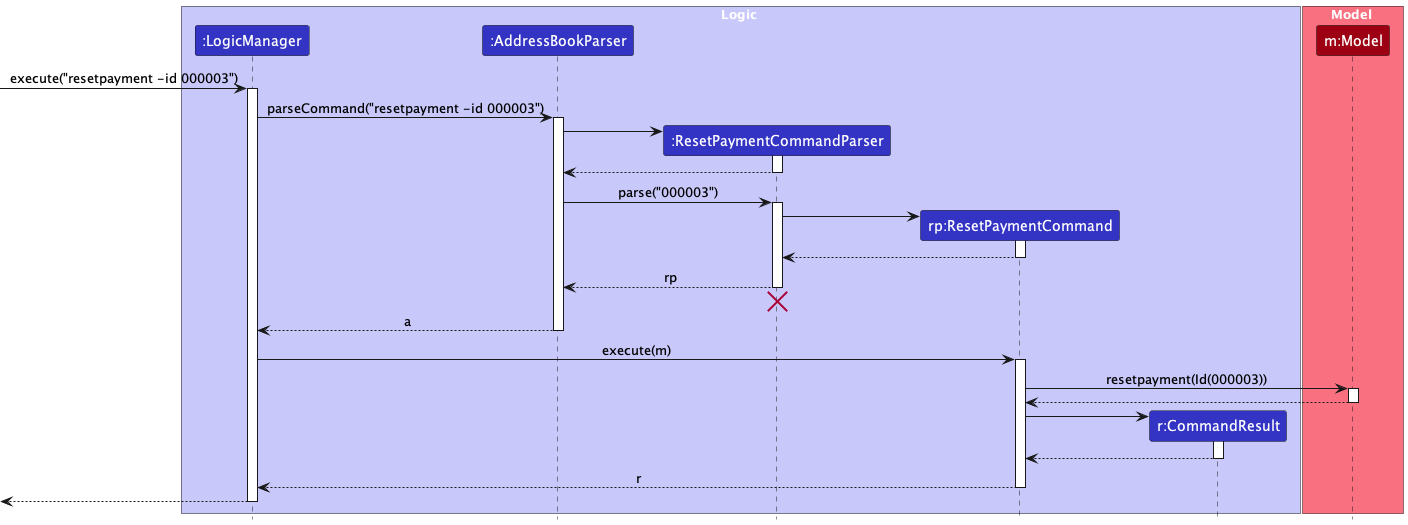 Logic
Model
:LogicManager
:AddressBookParser
m:Model
execute("resetpayment -id 000003")
parseCommand("resetpayment -id 000003")
:ResetPaymentCommandParser
parse("000003")
rp:ResetPaymentCommand
rp
a
execute(m)
resetpayment(Id(000003))
r:CommandResult
r